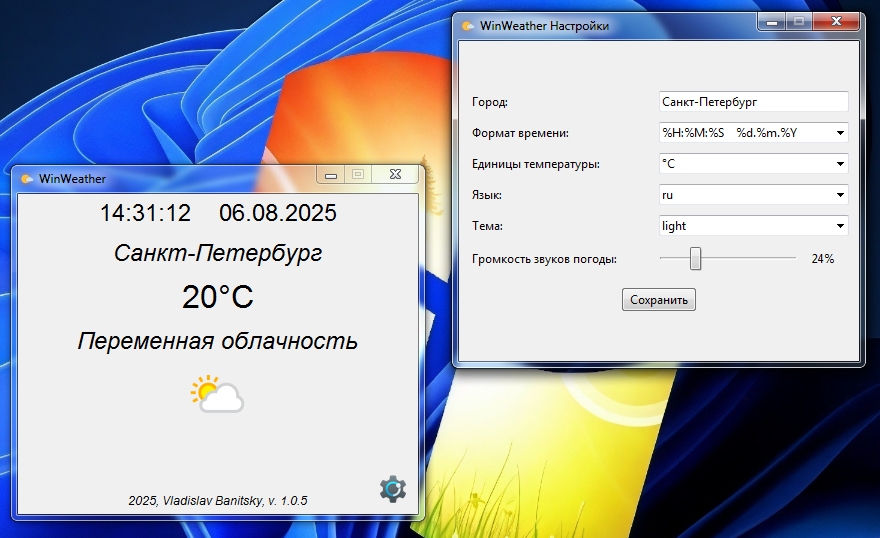 WinWeather
14:31:12 06.08.2025
Санкт-Петербург
20°C
Переменная облачность
2025, Vladislav Banitsky, v. 1.0.5
WinWeather Настройки
Город: Санкт-Петербург
Формат времени: %H:%M:%S %d.%m.%Y
Единицы температуры: °C
Язык: ru
Тема: light
Громкость звуков погоды: 24%
Сохранить